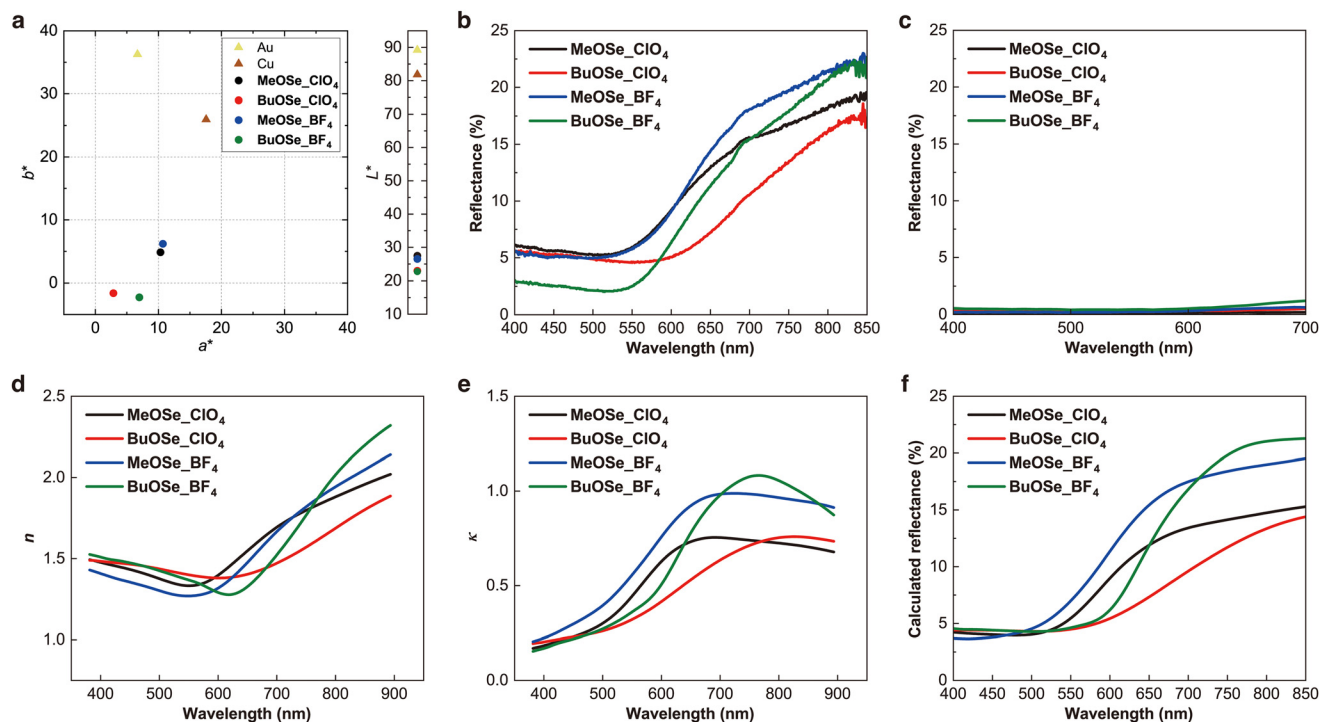 a
40
30
20
10
0
b*
0
10
20
30
40
a*
Au
Cu
MeOSe_ClO₄
BuOSe_ClO₄
MeOSe_BF₄
BuOSe_BF₄
90
80
70
60
50
40
30
20
10
L*
b
25
20
15
10
5
0
Reflectance (%)
MeOSe_ClO₄
BuOSe_ClO₄
MeOSe_BF₄
BuOSe_BF₄
400 450 500 550 600 650 700 750 800 850
Wavelength (nm)
c
25
20
15
10
5
0
Reflectance (%)
MeOSe_ClO₄
BuOSe_ClO₄
MeOSe_BF₄
BuOSe_BF₄
400 500 600 700
Wavelength (nm)
d
2.5
2.0
1.5
1.0
n
MeOSe_ClO₄
BuOSe_ClO₄
MeOSe_BF₄
BuOSe_BF₄
400 500 600 700 800 900
Wavelength (nm)
e
1.5
1.0
0.5
0.0
κ
MeOSe_ClO₄
BuOSe_ClO₄
MeOSe_BF₄
BuOSe_BF₄
400 500 600 700 800 900
Wavelength (nm)
f
25
20
15
10
5
0
Calculated reflectance (%)
MeOSe_ClO₄
BuOSe_ClO₄
MeOSe_BF₄
BuOSe_BF₄
400 450 500 550 600 650 700 750 800 850
Wavelength (nm)